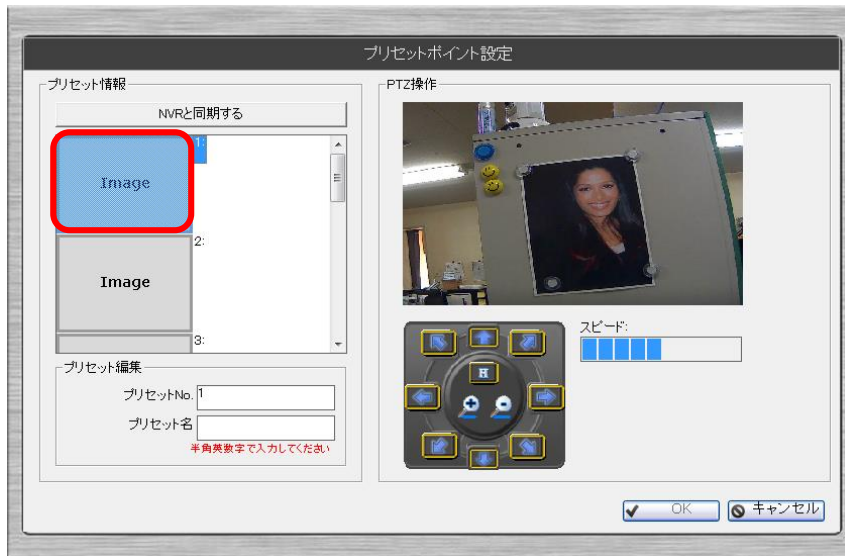 プリセットポイント設定
プリセット情報
NVRと同期する
Image
1:
Image
2:
3:
プリセット編集
プリセットNo. 1
プリセット名
半角英数字で入力してください
PTZ操作
H
スピード:
OK
キャンセル